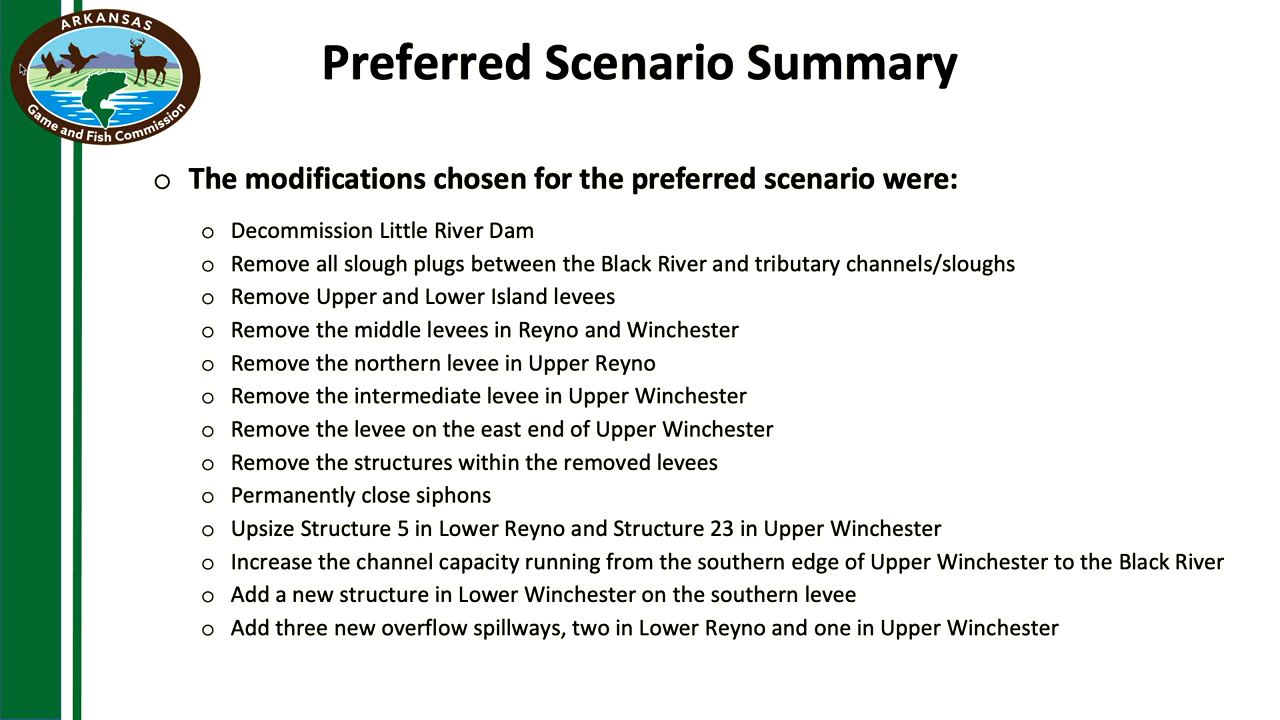 ARKANSAS
Game and Fish Commission
Preferred Scenario Summary
o The modifications chosen for the preferred scenario were:
o Decommission Little River Dam
o Remove all slough plugs between the Black River and tributary channels/sloughs
o Remove Upper and Lower Island levees
o Remove the middle levees in Reyno and Winchester
o Remove the northern levee in Upper Reyno
o Remove the intermediate levee in Upper Winchester
o Remove the levee on the east end of Upper Winchester
o Remove the structures within the removed levees
o Permanently close siphons
o Upsize Structure 5 in Lower Reyno and Structure 23 in Upper Winchester
o Increase the channel capacity running from the southern edge of Upper Winchester to the Black River
o Add a new structure in Lower Winchester on the southern levee
o Add three new overflow spillways, two in Lower Reyno and one in Upper Winchester